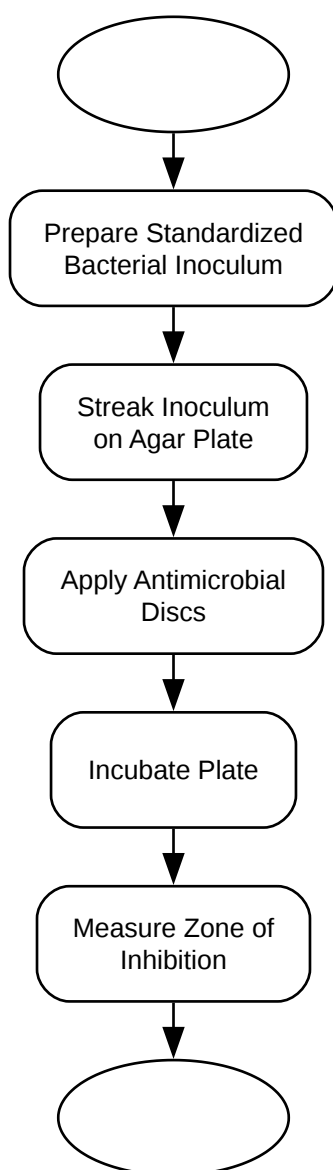 Prepare Standardized
Bacterial Inoculum
Streak Inoculum
on Agar Plate
Apply Antimicrobial
Discs
Incubate Plate
Measure Zone of
Inhibition